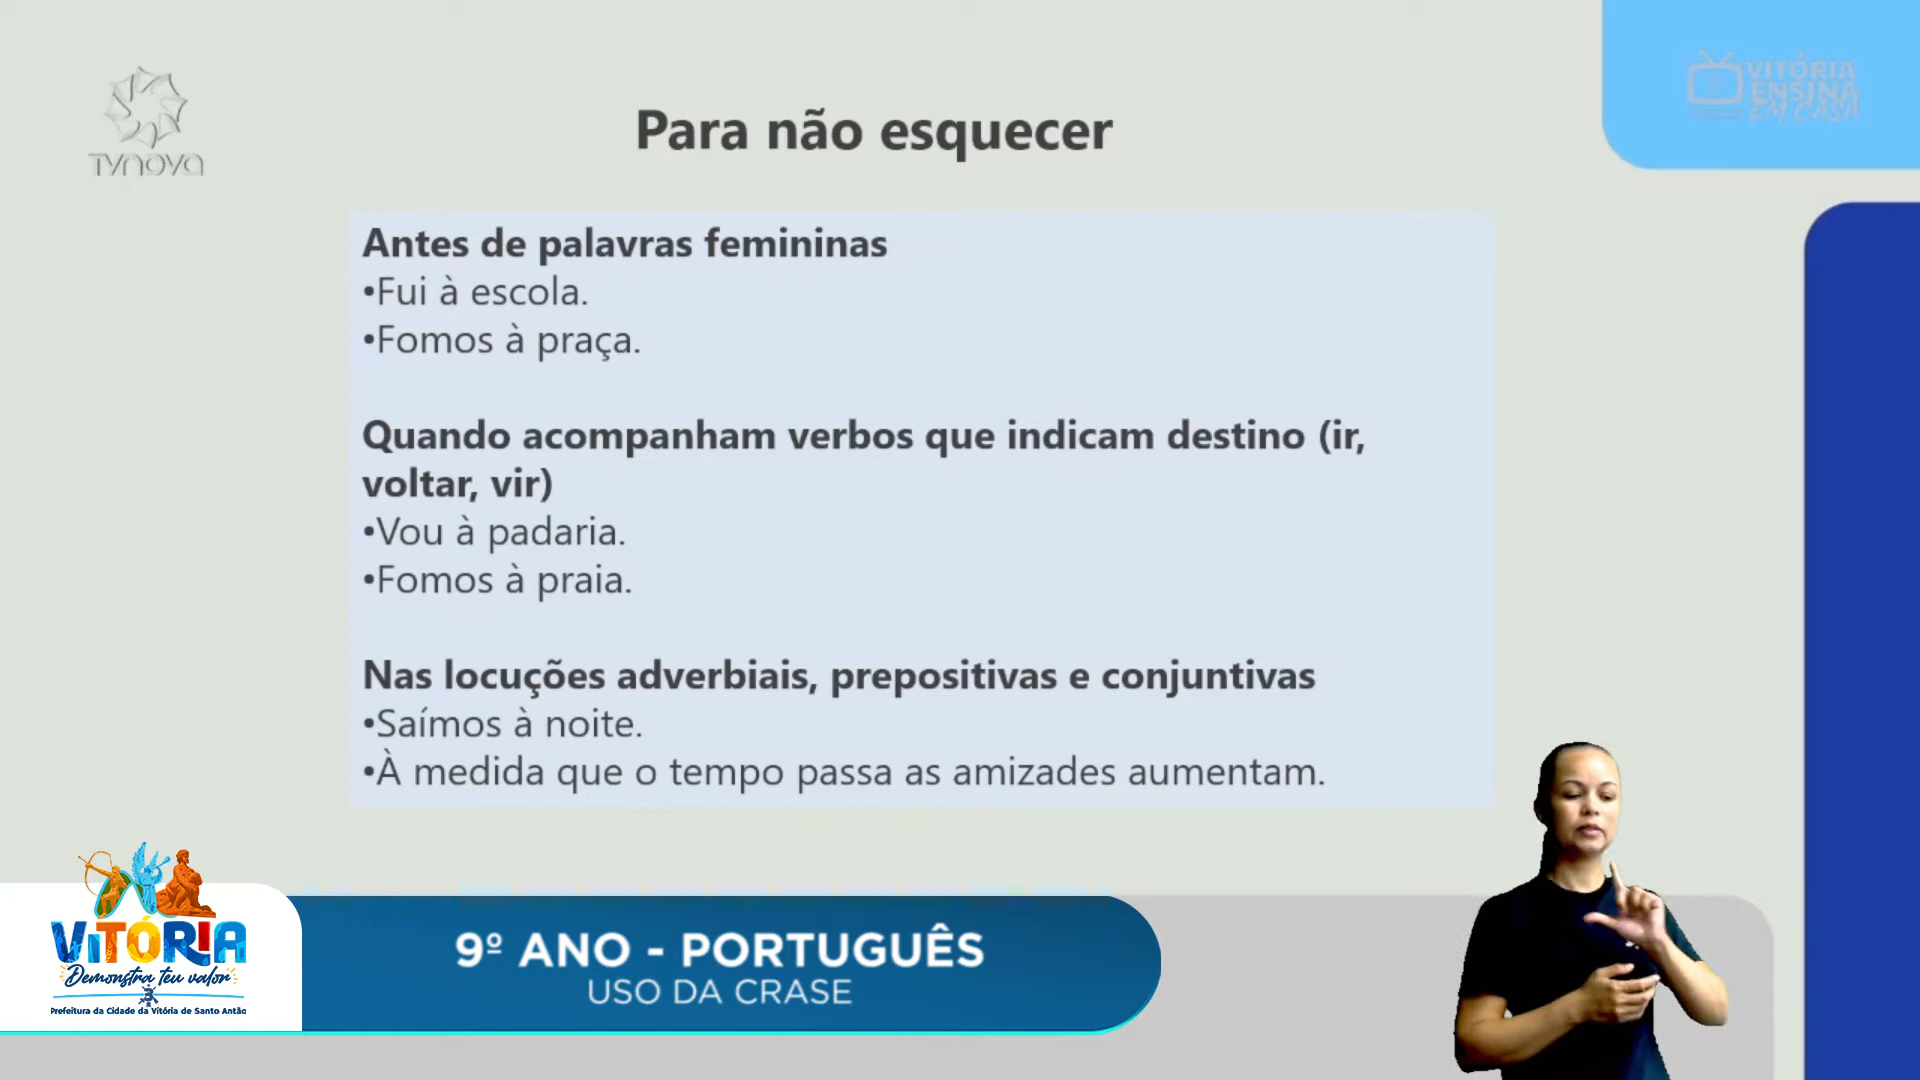 TVNOVA
VITÓRIA
ENSINA
EM CASA
Para não esquecer
Antes de palavras femininas
•Fui à escola.
•Fomos à praça.
Quando acompanham verbos que indicam destino (ir,
voltar, vir)
•Vou à padaria.
•Fomos à praia.
Nas locuções adverbiais, prepositivas e conjuntivas
•Saímos à noite.
•À medida que o tempo passa as amizades aumentam.
VITÓRIA
Demonstra teu valor
Prefeitura da Cidade da Vitória de Santo Antão
9º ANO - PORTUGUÊS
USO DA CRASE